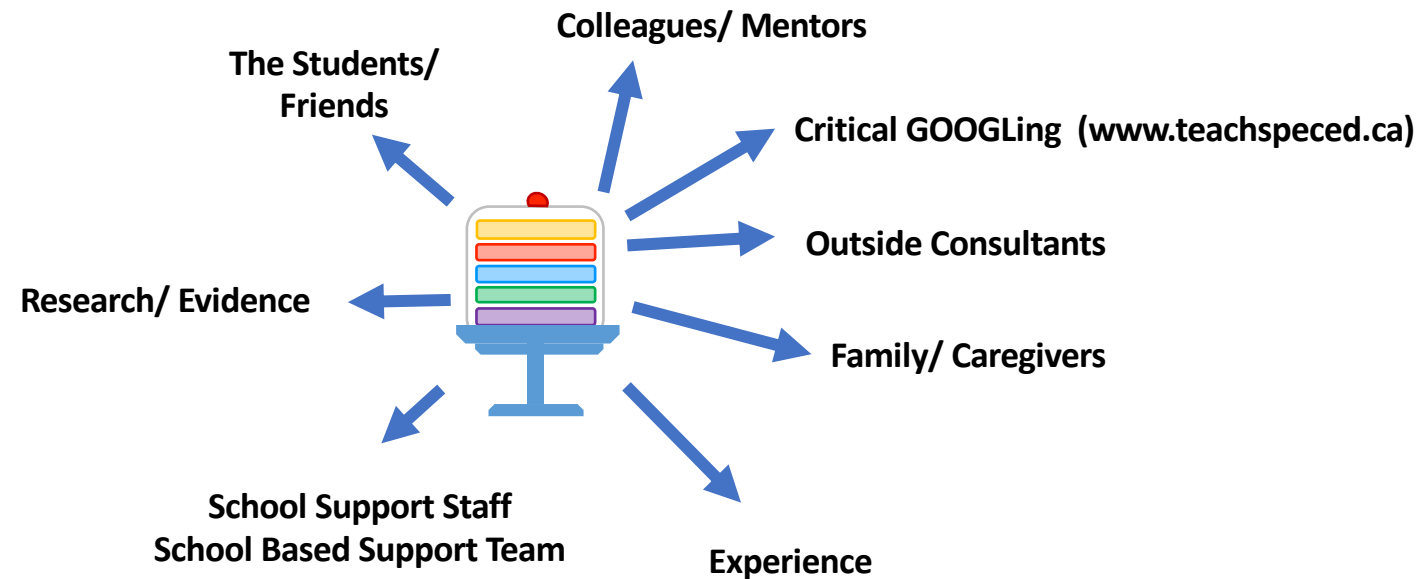 Colleagues/ Mentors
The Students/
Friends
Critical GOOGLing  (www.teachspeced.ca)
Outside Consultants
Research/ Evidence
Family/ Caregivers
School Support Staff
School Based Support Team
Experience